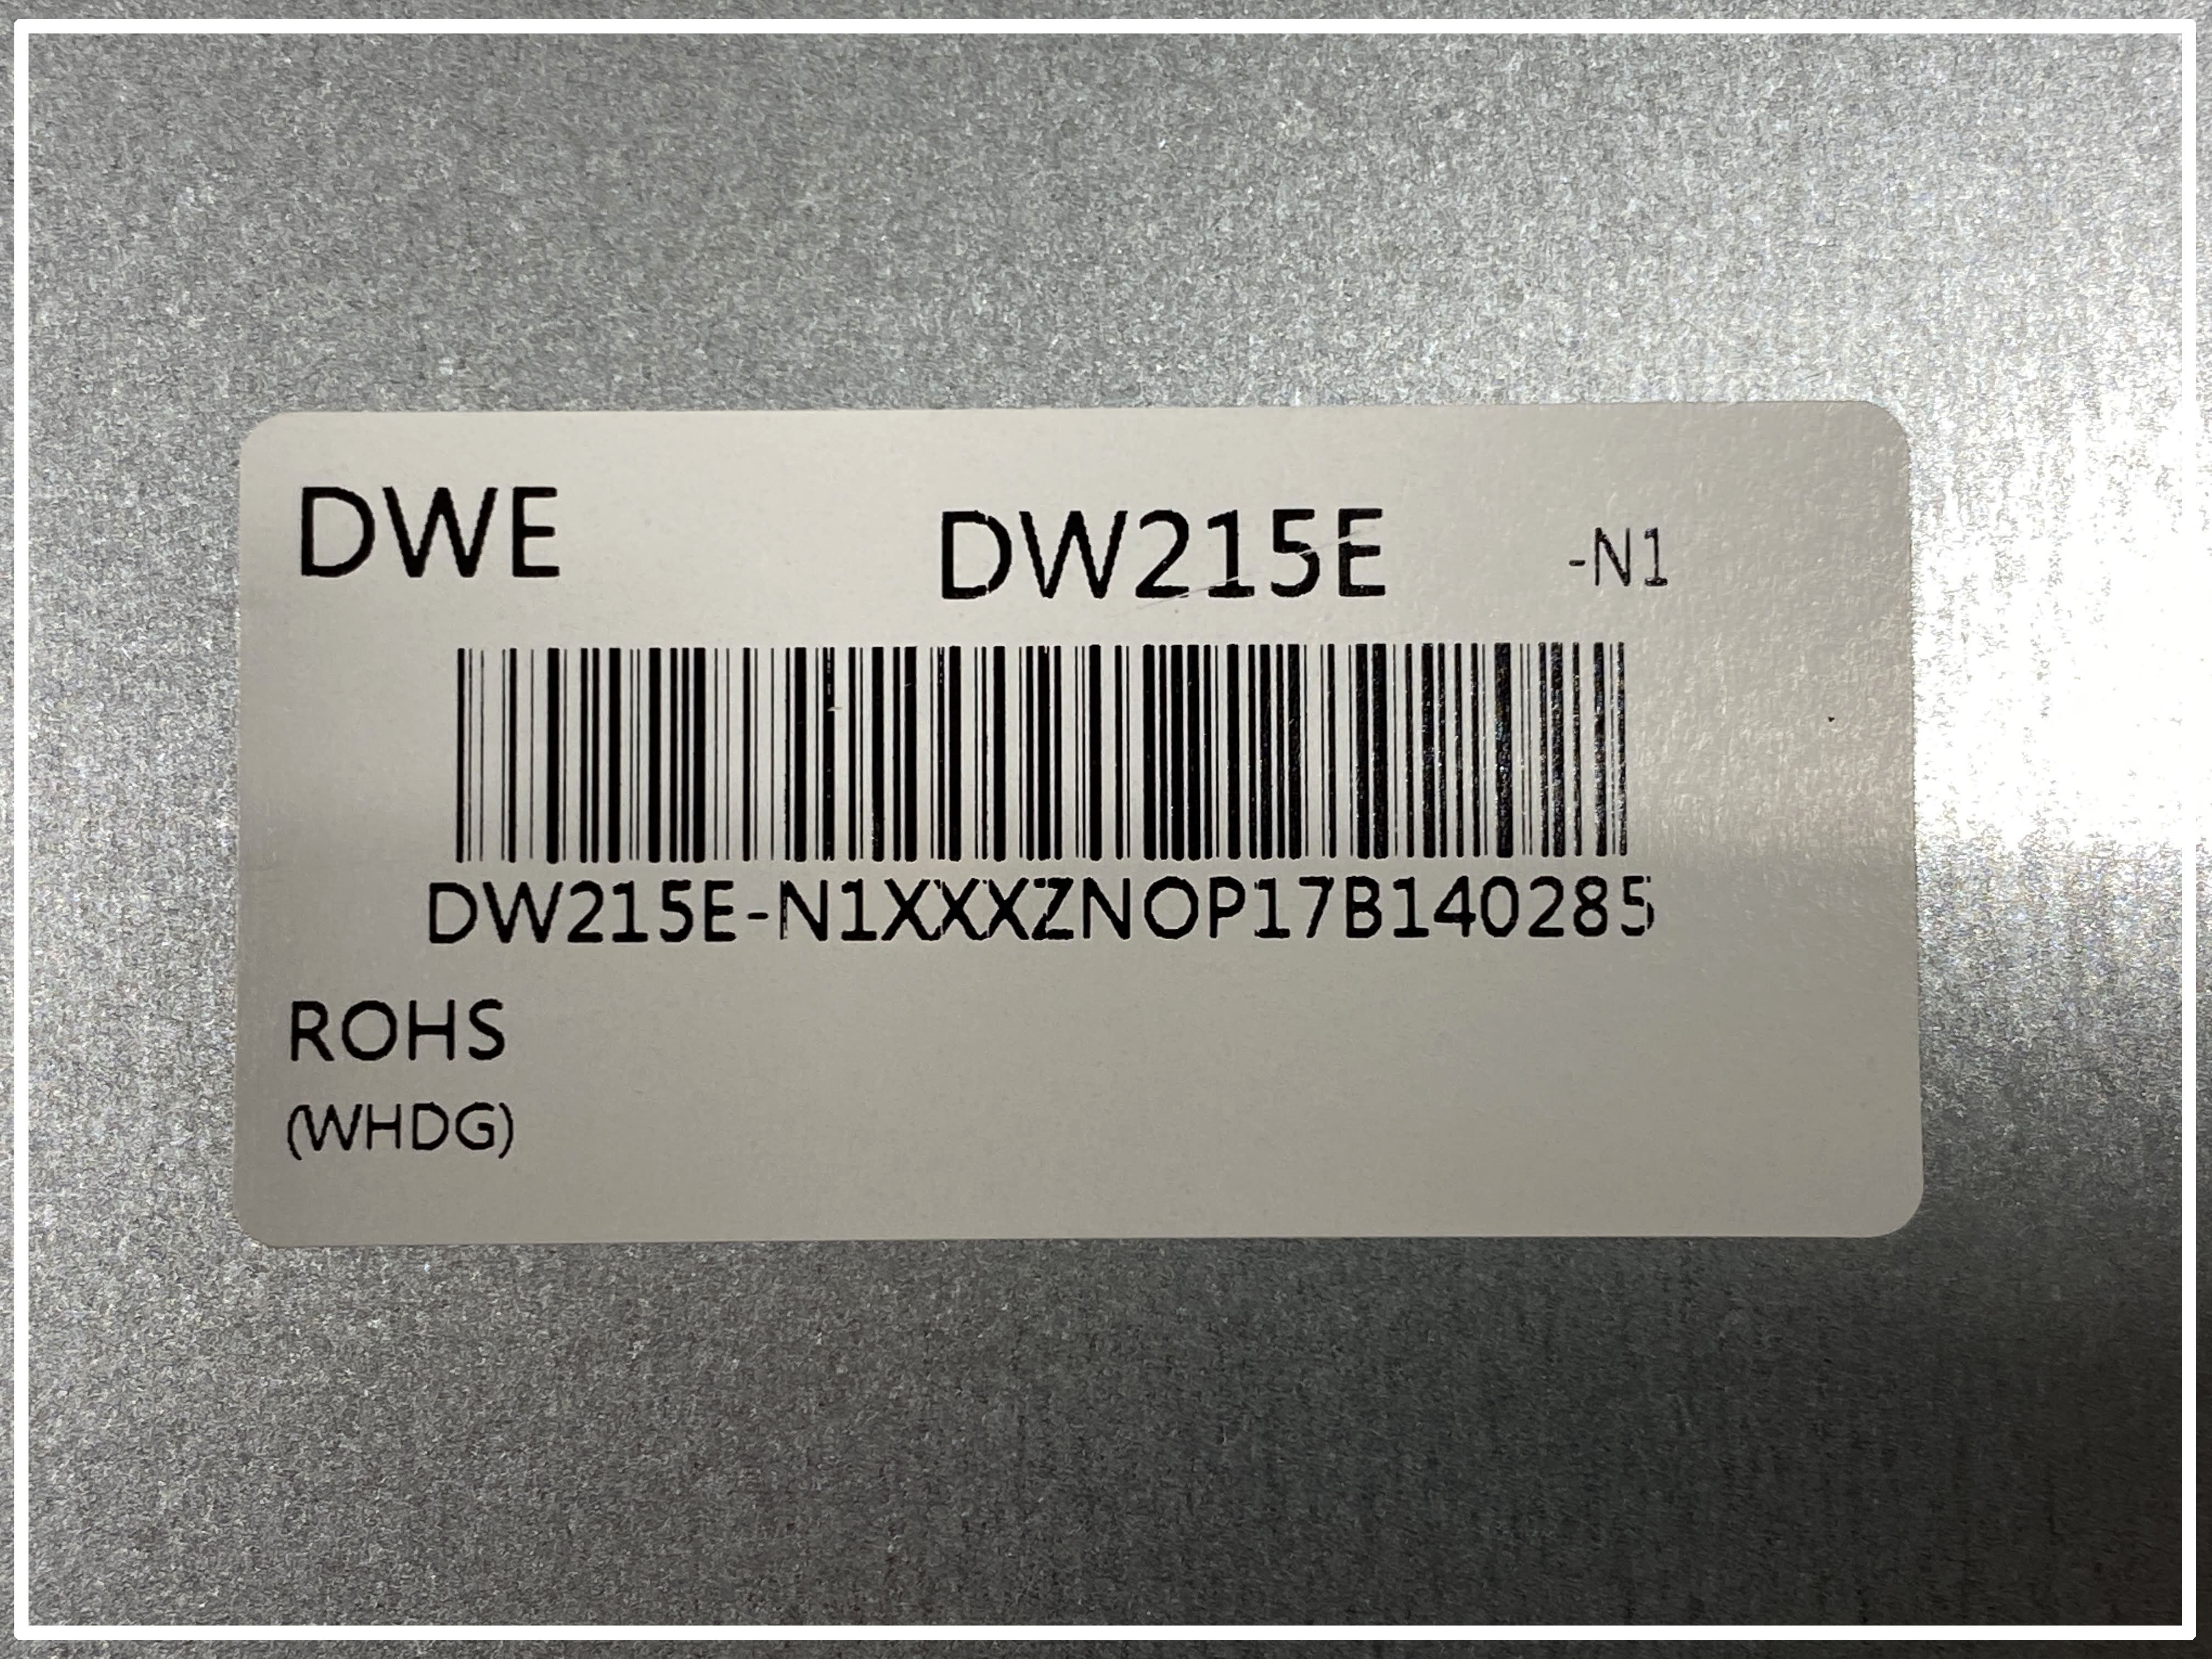 DWE DW215E -N1
DW215E-N1XXXZNOP17B140285
ROHS
(WHDG)